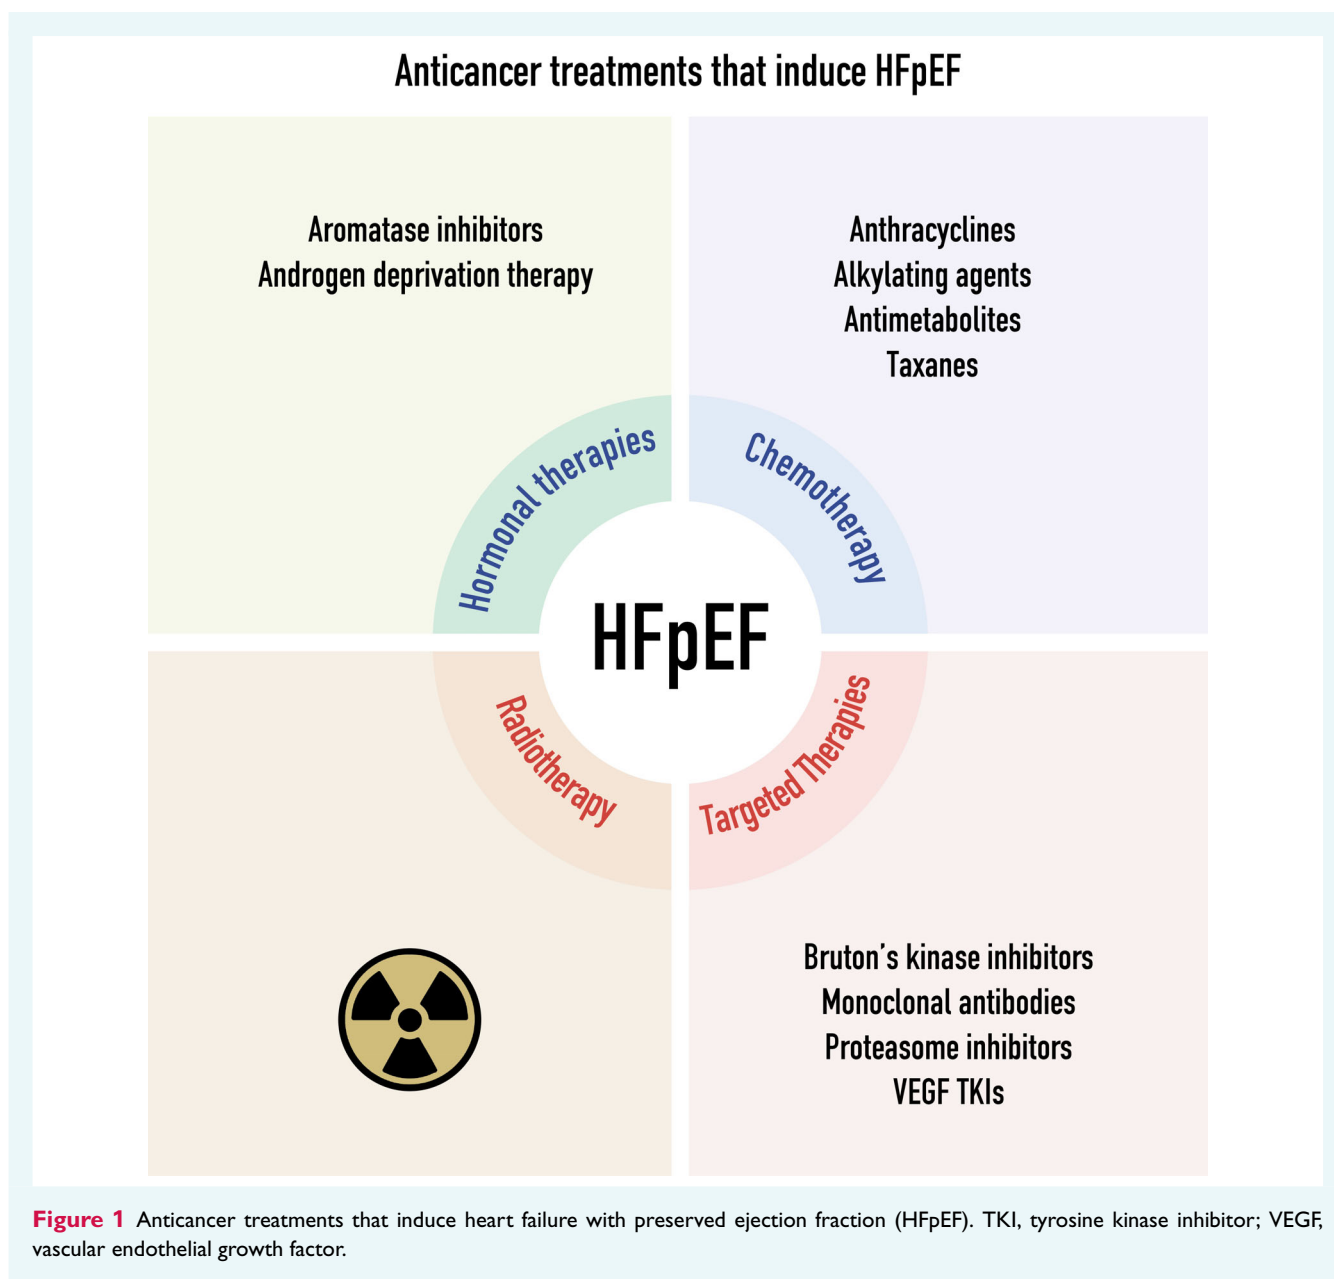 Anticancer treatments that induce HFpEF
Aromatase inhibitors
Androgen deprivation therapy
Anthracyclines
Alkylating agents
Antimetabolites
Taxanes
Hormonal therapies
Chemotherapy
HFpEF
Radiotherapy
Targeted Therapies
Bruton’s kinase inhibitors
Monoclonal antibodies
Proteasome inhibitors
VEGF TKIs
Figure 1 Anticancer treatments that induce heart failure with preserved ejection fraction (HFpEF). TKI, tyrosine kinase inhibitor; VEGF,
vascular endothelial growth factor.